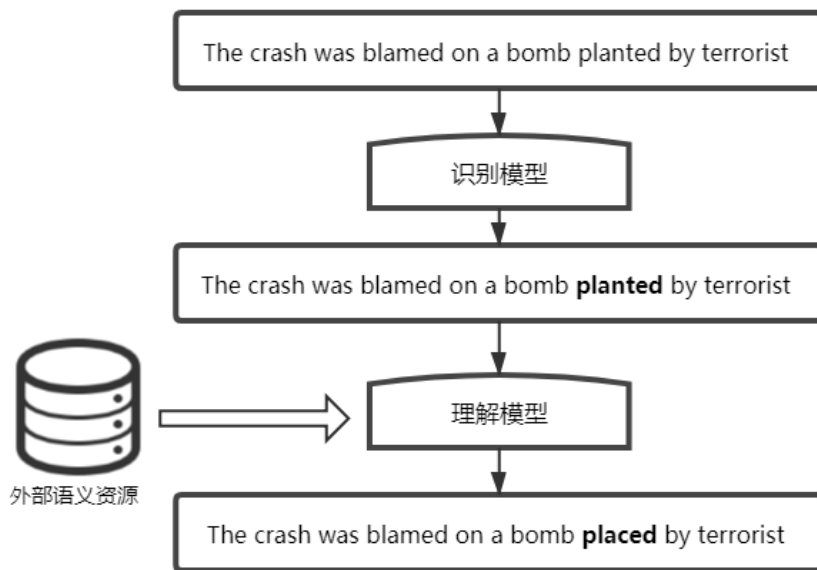 The crash was blamed on a bomb planted by terrorist
识别模型
The crash was blamed on a bomb planted by terrorist
理解模型
外部语义资源
The crash was blamed on a bomb placed by terrorist